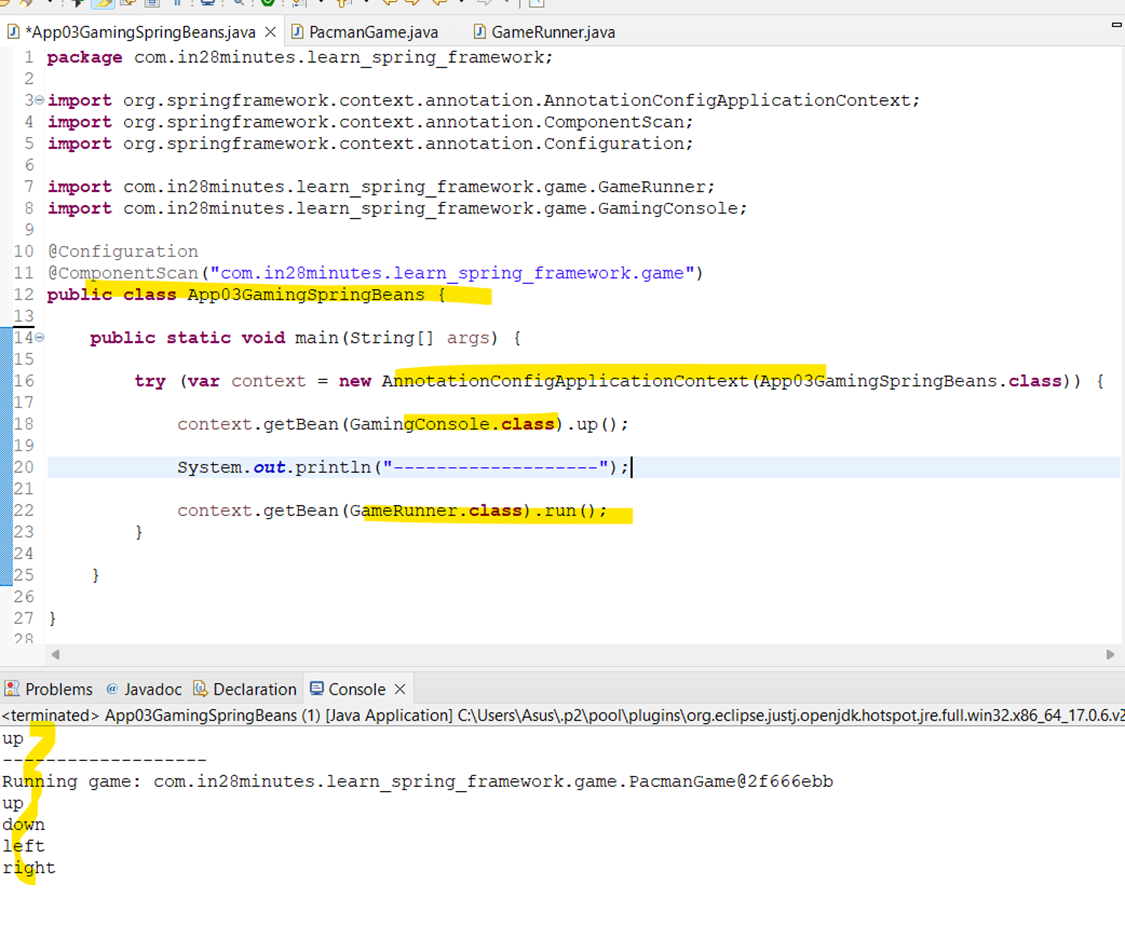 *App03GamingSpringBeans.java PacmanGame.java GameRunner.java
1 package com.in28minutes.learn_spring_framework;
2
3 import org.springframework.context.annotation.AnnotationConfigApplicationContext;
4 import org.springframework.context.annotation.ComponentScan;
5 import org.springframework.context.annotation.Configuration;
6
7 import com.in28minutes.learn_spring_framework.game.GameRunner;
8 import com.in28minutes.learn_spring_framework.game.GamingConsole;
9
10 @Configuration
11 @ComponentScan("com.in28minutes.learn_spring_framework.game")
12 public class App03GamingSpringBeans {
13
14 public static void main(String[] args) {
15
16 try (var context = new AnnotationConfigApplicationContext(App03GamingSpringBeans.class)) {
17
18 context.getBean(GamingConsole.class).up();
19
20 System.out.println("-------------------");
21
22 context.getBean(GameRunner.class).run();
23 }
24
25 }
26
27 }
28
Problems @ Javadoc Declaration Console
<terminated> App03GamingSpringBeans (1) [Java Application] C:\Users\Asus\.p2\pool\plugins\org.eclipse.justj.openjdk.hotspot.jre.full.win32.x86_64_17.0.6.v2
up
-------------------
Running game: com.in28minutes.learn_spring_framework.game.PacmanGame@2f666ebb
up
down
left
right